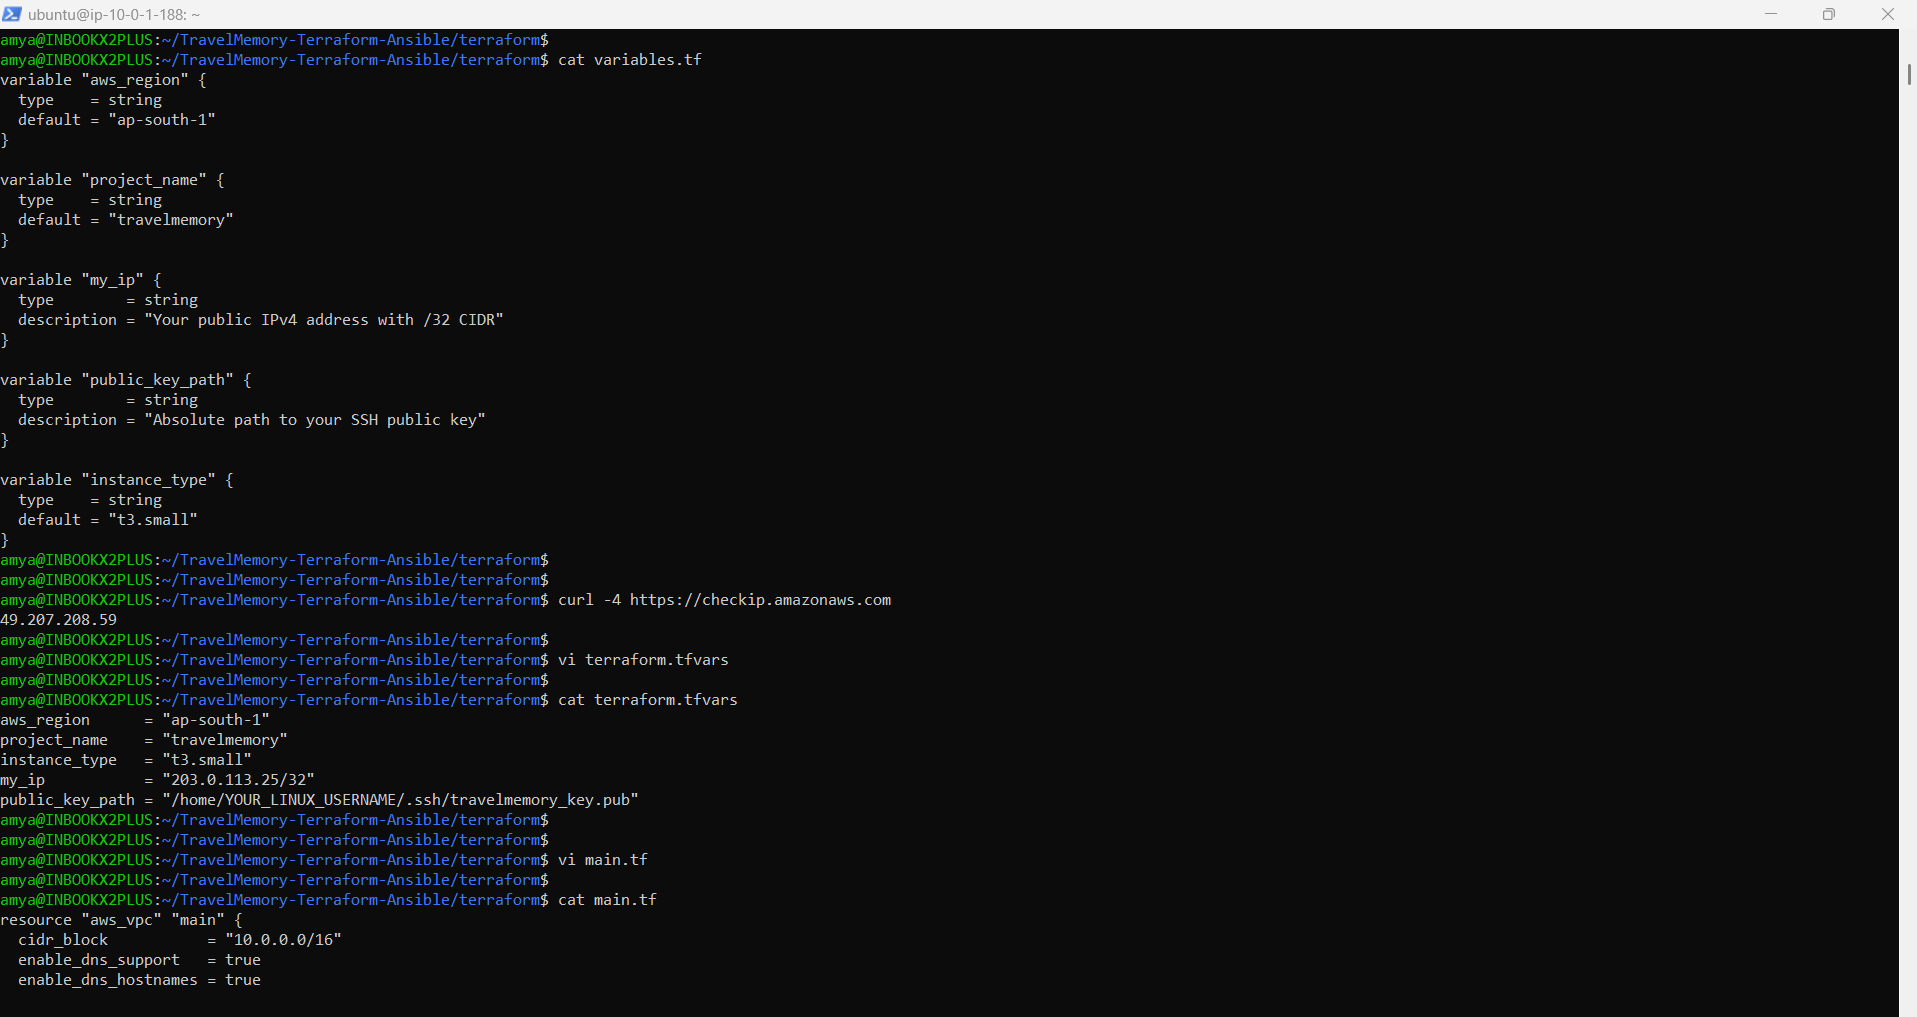 ubuntu@ip-10-0-1-188: ~
amya@INBOOKX2PLUS:~/TravelMemory-Terraform-Ansible/terraform$
amya@INBOOKX2PLUS:~/TravelMemory-Terraform-Ansible/terraform$ cat variables.tf
variable "aws_region" {
  type    = string
  default = "ap-south-1"
}

variable "project_name" {
  type    = string
  default = "travelmemory"
}

variable "my_ip" {
  type        = string
  description = "Your public IPv4 address with /32 CIDR"
}

variable "public_key_path" {
  type        = string
  description = "Absolute path to your SSH public key"
}

variable "instance_type" {
  type    = string
  default = "t3.small"
}
amya@INBOOKX2PLUS:~/TravelMemory-Terraform-Ansible/terraform$
amya@INBOOKX2PLUS:~/TravelMemory-Terraform-Ansible/terraform$
amya@INBOOKX2PLUS:~/TravelMemory-Terraform-Ansible/terraform$ curl -4 https://checkip.amazonaws.com
49.207.208.59
amya@INBOOKX2PLUS:~/TravelMemory-Terraform-Ansible/terraform$
amya@INBOOKX2PLUS:~/TravelMemory-Terraform-Ansible/terraform$ vi terraform.tfvars
amya@INBOOKX2PLUS:~/TravelMemory-Terraform-Ansible/terraform$
amya@INBOOKX2PLUS:~/TravelMemory-Terraform-Ansible/terraform$ cat terraform.tfvars
aws_region      = "ap-south-1"
project_name    = "travelmemory"
instance_type   = "t3.small"
my_ip           = "203.0.113.25/32"
public_key_path = "/home/YOUR_LINUX_USERNAME/.ssh/travelmemory_key.pub"
amya@INBOOKX2PLUS:~/TravelMemory-Terraform-Ansible/terraform$
amya@INBOOKX2PLUS:~/TravelMemory-Terraform-Ansible/terraform$
amya@INBOOKX2PLUS:~/TravelMemory-Terraform-Ansible/terraform$ vi main.tf
amya@INBOOKX2PLUS:~/TravelMemory-Terraform-Ansible/terraform$
amya@INBOOKX2PLUS:~/TravelMemory-Terraform-Ansible/terraform$ cat main.tf
resource "aws_vpc" "main" {
  cidr_block           = "10.0.0.0/16"
  enable_dns_support   = true
  enable_dns_hostnames = true